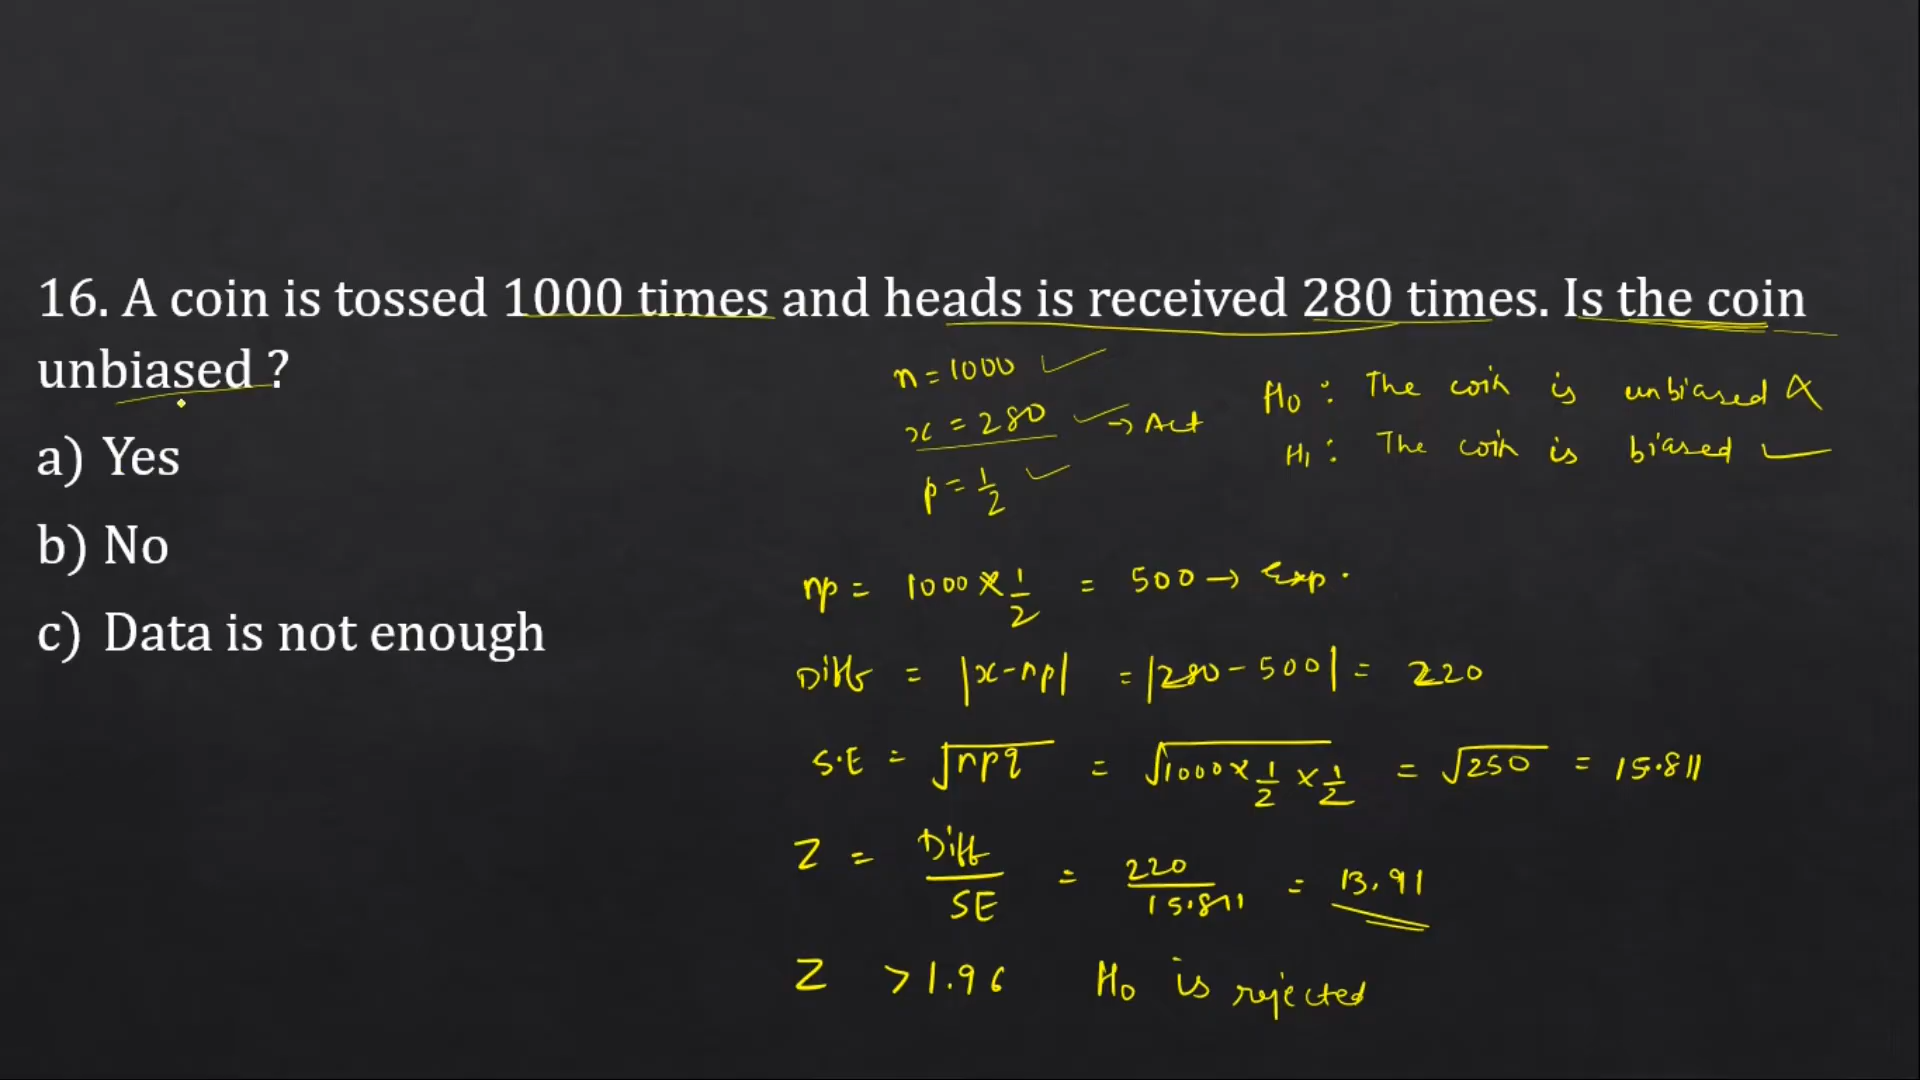 16. A coin is tossed 1000 times and heads is received 280 times. Is the coin
unbiased ?
a) Yes
b) No
c) Data is not enough
n = 1000 ✓
x = 280 ✓ → Act
p = 1/2 ✓
H0 : The coin is unbiased X
H1 : The coin is biased ✓
np = 1000 × 1/2 = 500 → Exp.
Diff = |x - np| = |280 - 500| = 220
S.E = √npq = √1000 × 1/2 × 1/2 = √250 = 15.811
Z = Diff/SE = 220/15.811 = 13.91
Z > 1.96 H0 is rejected